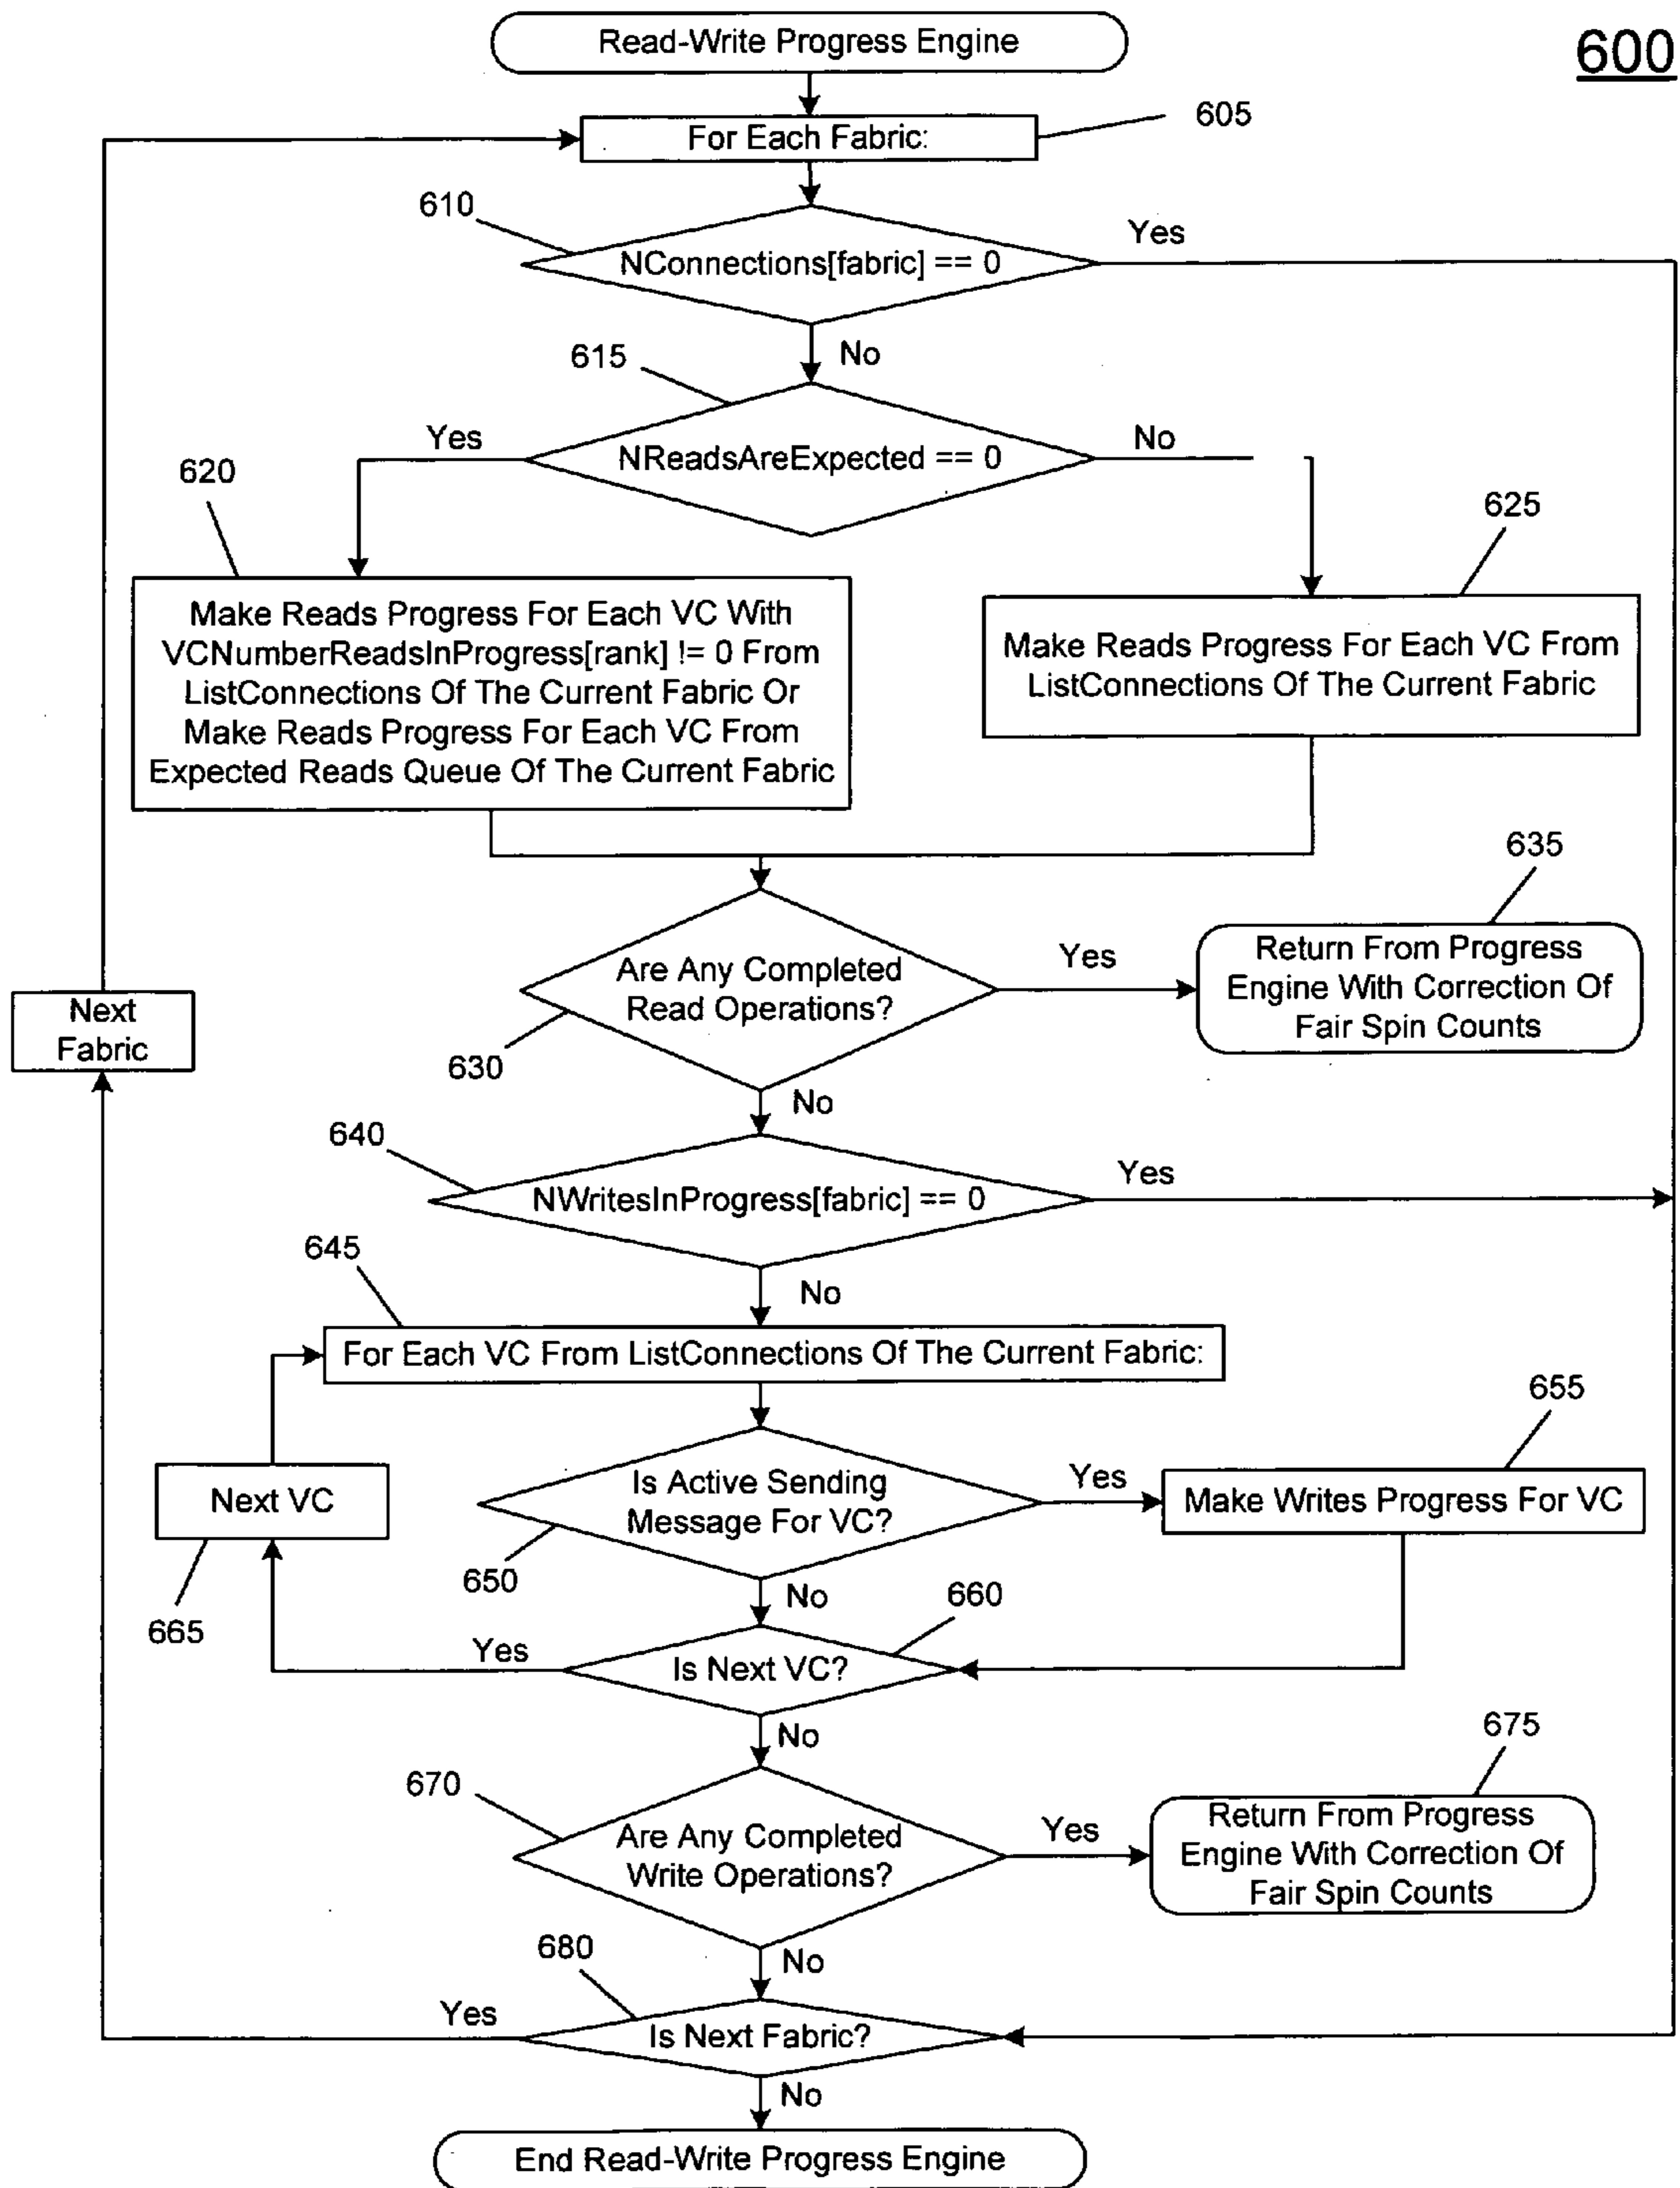 Read-Write Progress Engine
600
For Each Fabric:
605
610
Yes
NConnections[fabric] == 0
No
615
Yes
NReadsAreExpected == 0
No
620
625
Make Reads Progress For Each VC With
VCNumberReadsInProgress[rank] != 0 From
ListConnections Of The Current Fabric Or
Make Reads Progress For Each VC From
Expected Reads Queue Of The Current Fabric
Make Reads Progress For Each VC From
ListConnections Of The Current Fabric
635
Are Any Completed
Read Operations?
Yes
Return From Progress
Engine With Correction Of
Fair Spin Counts
Next
Fabric
630
No
640
NWritesInProgress[fabric] == 0
Yes
645
No
For Each VC From ListConnections Of The Current Fabric:
655
Next VC
Is Active Sending
Message For VC?
Yes
Make Writes Progress For VC
650
No
660
665
Yes
Is Next VC?
No
675
670
Are Any Completed
Write Operations?
Yes
Return From Progress
Engine With Correction Of
Fair Spin Counts
680
No
Yes
Is Next Fabric?
No
End Read-Write Progress Engine